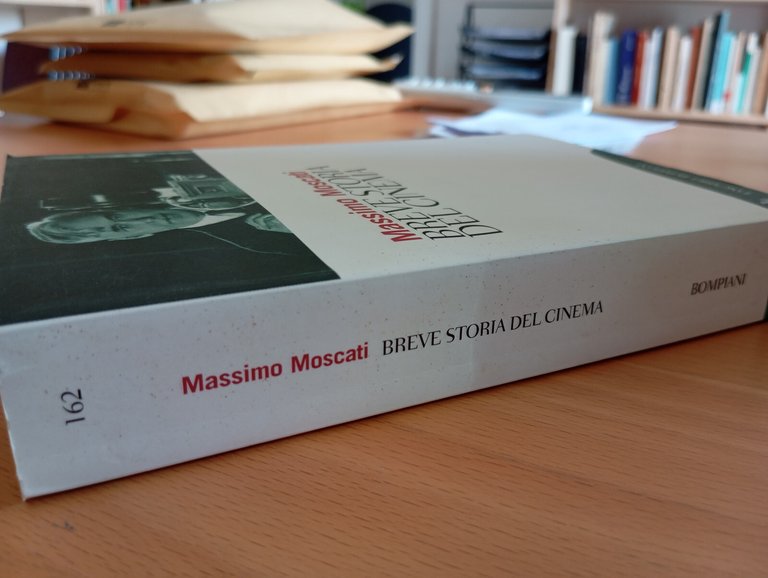 Massimo Moscati
BREVE STORIA
DEL CINEMA
162
Massimo Moscati BREVE STORIA DEL CINEMA
BOMPIANI